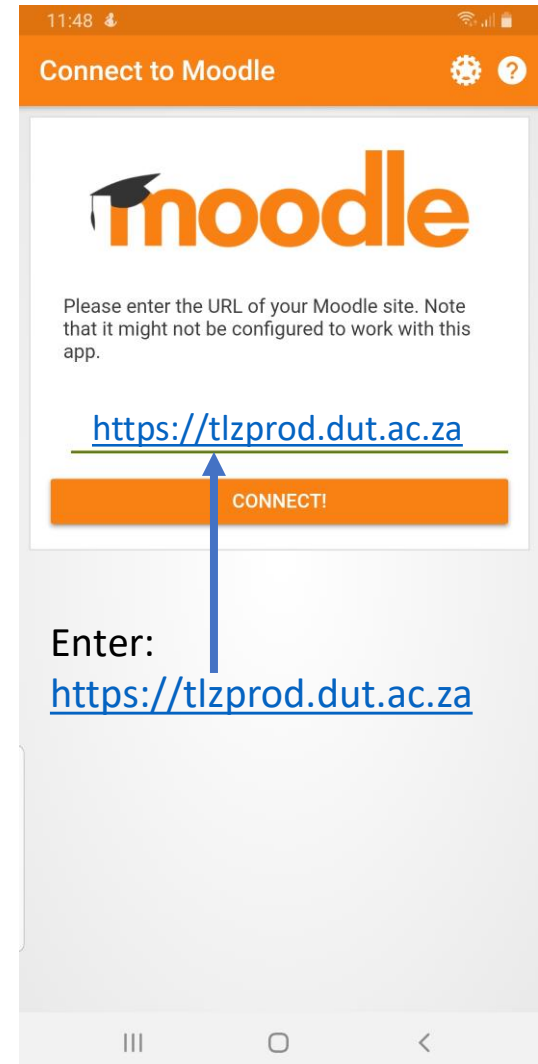 11:48
Connect to Moodle
moodle
Please enter the URL of your Moodle site. Note
that it might not be configured to work with this
app.
https://tlzprod.dut.ac.za
CONNECT!
Enter:
https://tlzprod.dut.ac.za